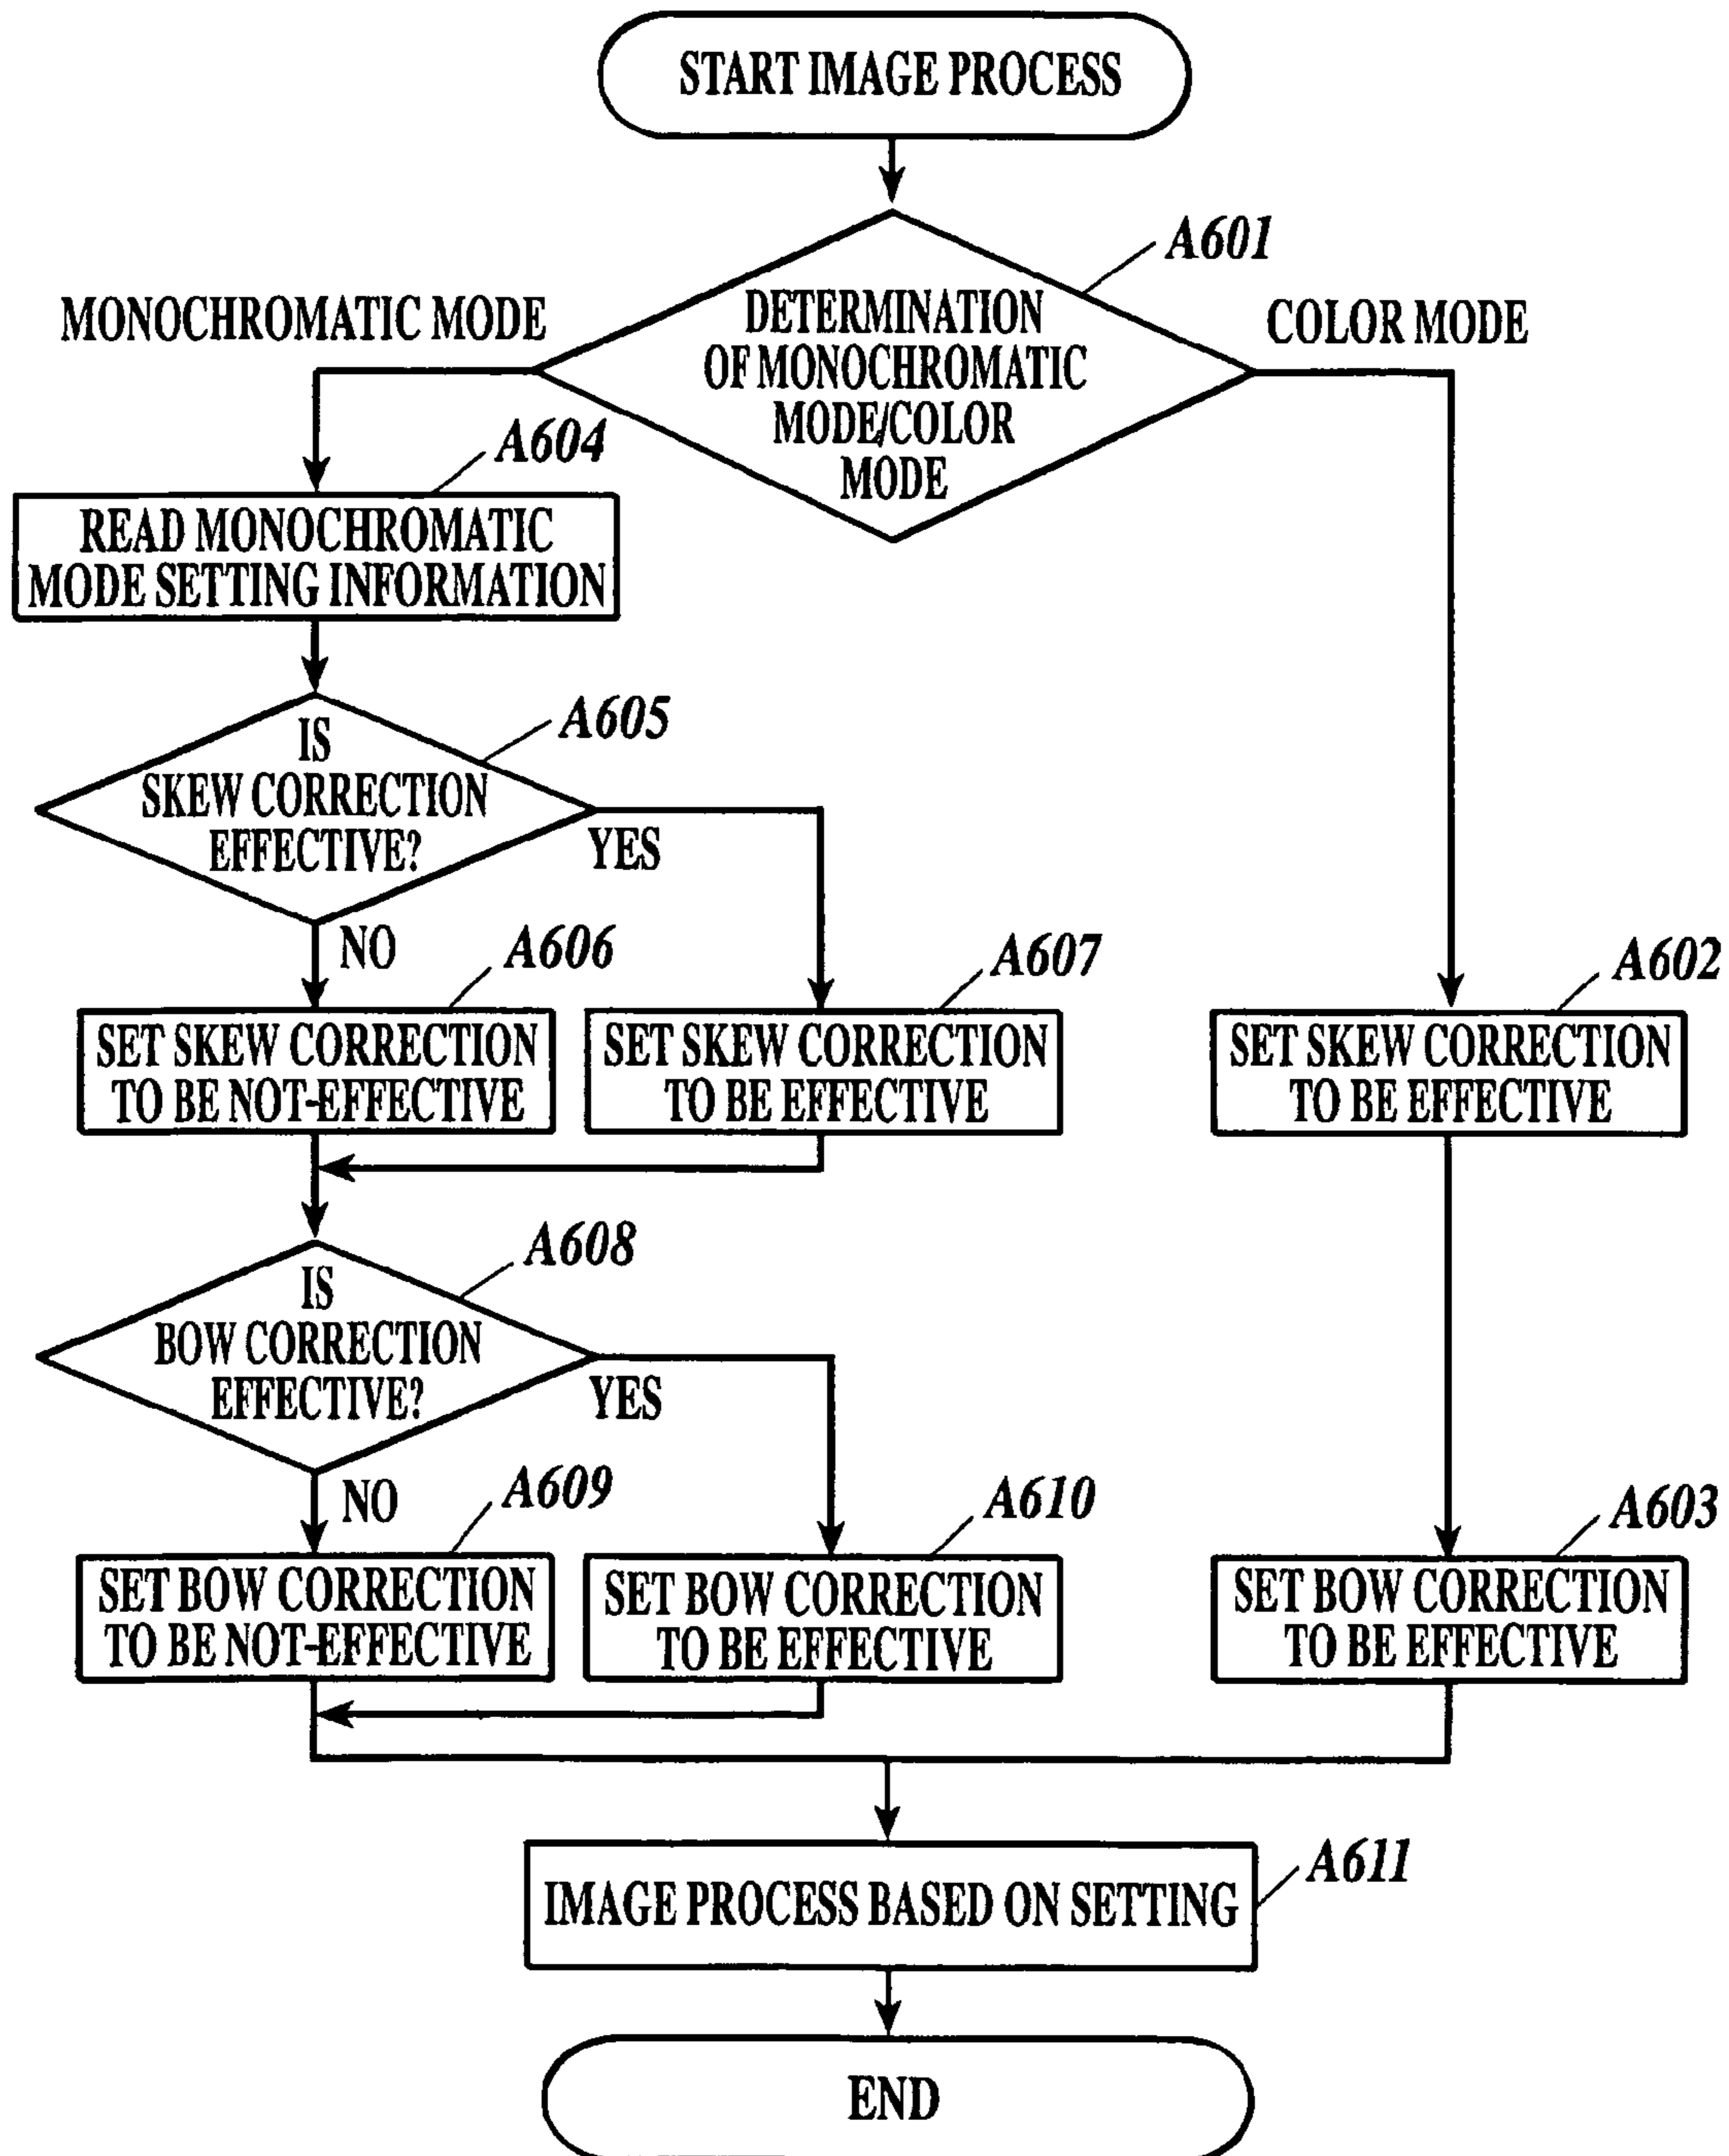 START IMAGE PROCESS
A601
MONOCHROMATIC MODE
COLOR MODE
DETERMINATION
OF MONOCHROMATIC
MODE/COLOR
MODE
A604
READ MONOCHROMATIC
MODE SETTING INFORMATION
A605
IS
SKEW CORRECTION
EFFECTIVE?
YES
NO
A606
SET SKEW CORRECTION
TO BE NOT-EFFECTIVE
A607
SET SKEW CORRECTION
TO BE EFFECTIVE
A602
SET SKEW CORRECTION
TO BE EFFECTIVE
A608
IS
BOW CORRECTION
EFFECTIVE?
YES
NO
A609
SET BOW CORRECTION
TO BE NOT-EFFECTIVE
A610
SET BOW CORRECTION
TO BE EFFECTIVE
A603
SET BOW CORRECTION
TO BE EFFECTIVE
A611
IMAGE PROCESS BASED ON SETTING
END